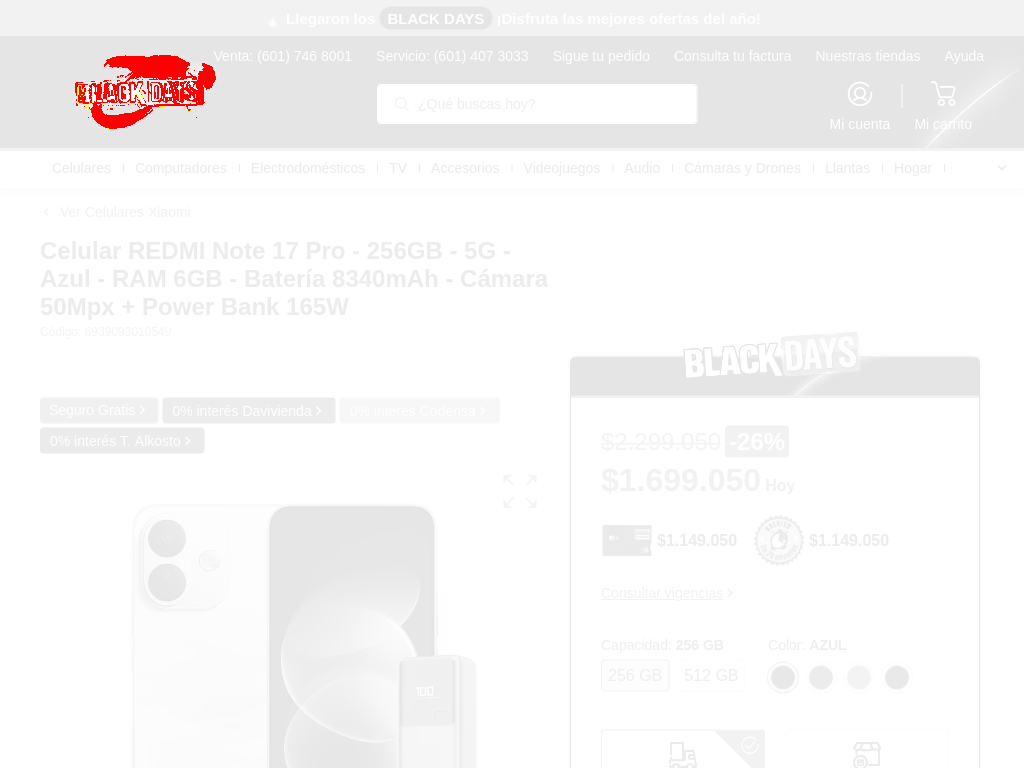 Llegaron los BLACK DAYS ¡Disfruta las mejores ofertas del año!
Venta: (601) 746 8001 Servicio: (601) 407 3033 Sigue tu pedido Consulta tu factura Nuestras tiendas Ayuda
BLACK DAYS
¿Qué buscas hoy?
Mi cuenta Mi carrito
Celulares Computadores Electrodomésticos TV Accesorios Videojuegos Audio Cámaras y Drones Llantas Hogar
Ver Celulares Xiaomi
Celular REDMI Note 17 Pro - 256GB - 5G -
Azul - RAM 6GB - Batería 8340mAh - Cámara
50Mpx + Power Bank 165W
Código: 6939093010549
BLACK DAYS
Seguro Gratis 0% interés Davivienda 0% interés Codensa
0% interés T. Alkosto
$2.299.050 -26%
$1.699.050 Hoy
$1.149.050 $1.149.050
Consultar vigencias
Capacidad: 256 GB Color: AZUL
256 GB 512 GB
100